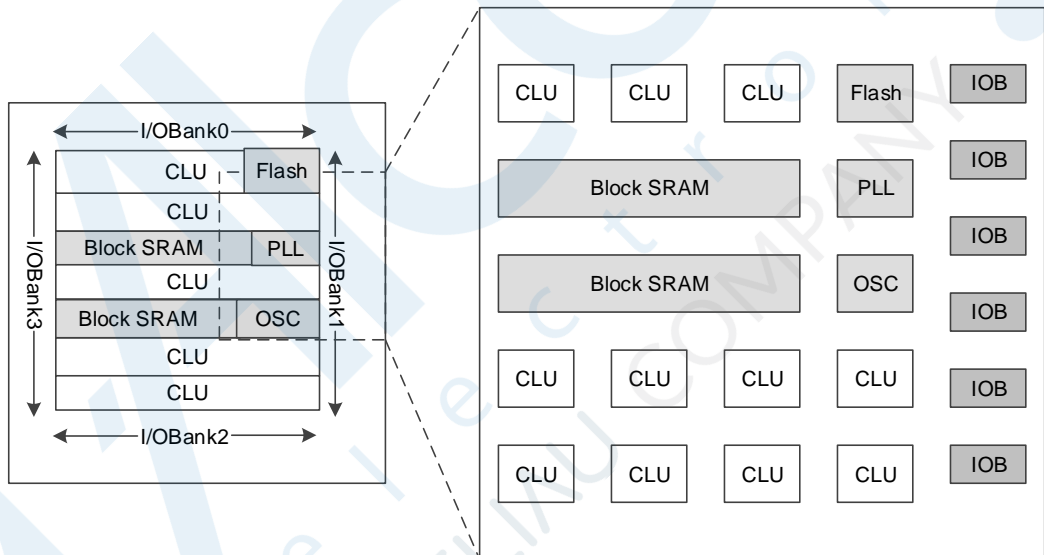 I/OBank0
CLU
Flash
CLU
Block SRAM
PLL
CLU
Block SRAM
OSC
CLU
CLU
I/OBank3
I/OBank1
I/OBank2
CLU CLU CLU Flash IOB
IOB
Block SRAM PLL
IOB
Block SRAM OSC
IOB
CLU CLU CLU CLU IOB
CLU CLU CLU CLU IOB
COMPANY